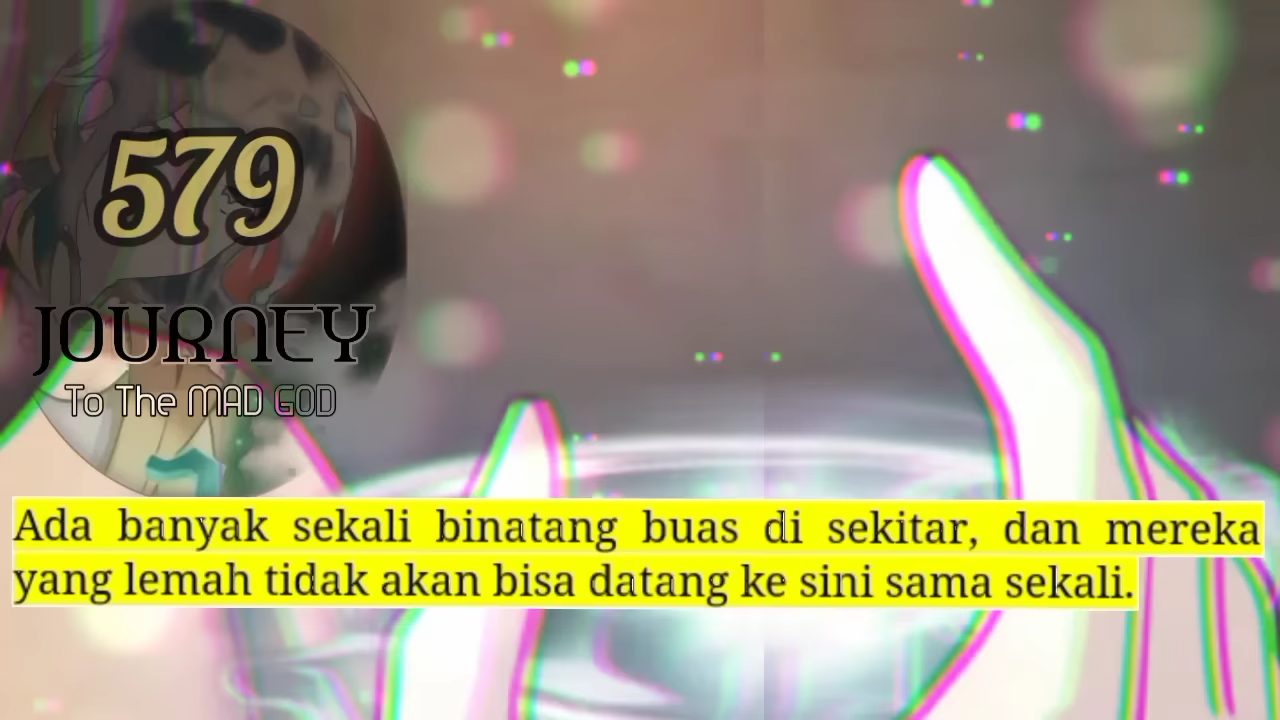 579
JOURNEY
To The MAD GOD
Ada banyak sekali binatang buas di sekitar, dan mereka
yang lemah tidak akan bisa datang ke sini sama sekali.